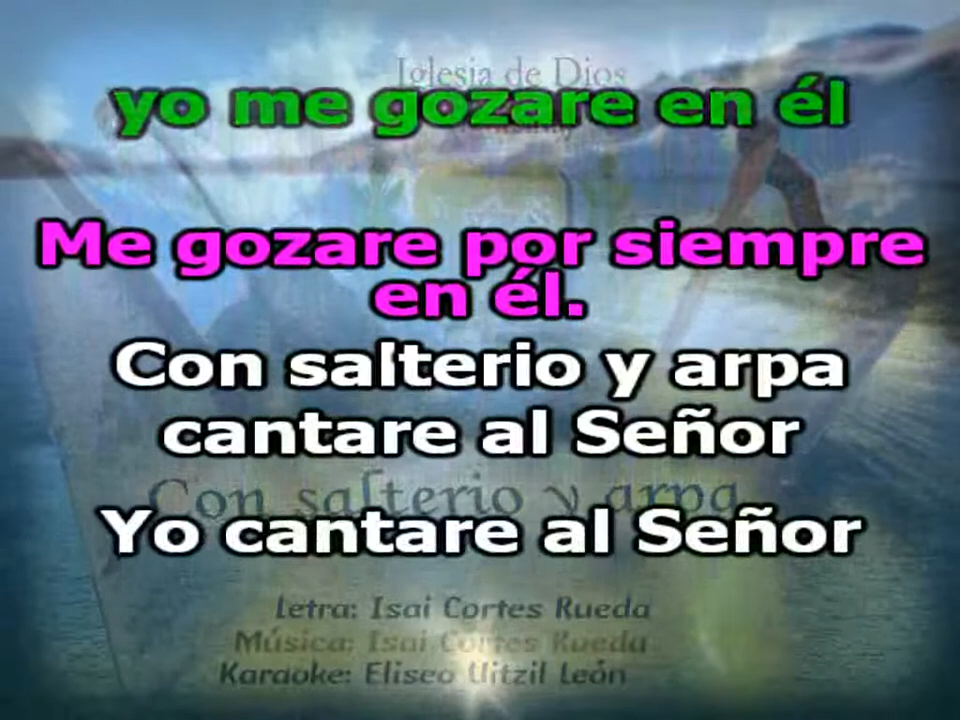 Iglesia de Dios
yo me gozare en él
Me gozare por siempre
en él.
Con salterio y arpa
cantare al Señor
Con salterio y arpa
Yo cantare al Señor
Letra: Isai Cortes Rueda
Música: Isai Cortes Rueda
Karaoke: Eliseo Uitzil León